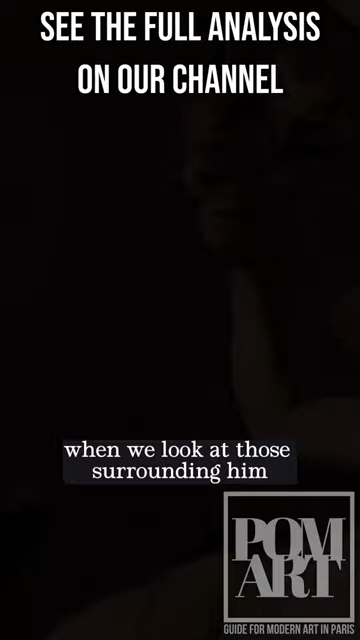 SEE THE FULL ANALYSIS
ON OUR CHANNEL
when we look at those
surrounding him
POM
ART
GUIDE FOR MODERN ART IN PARIS